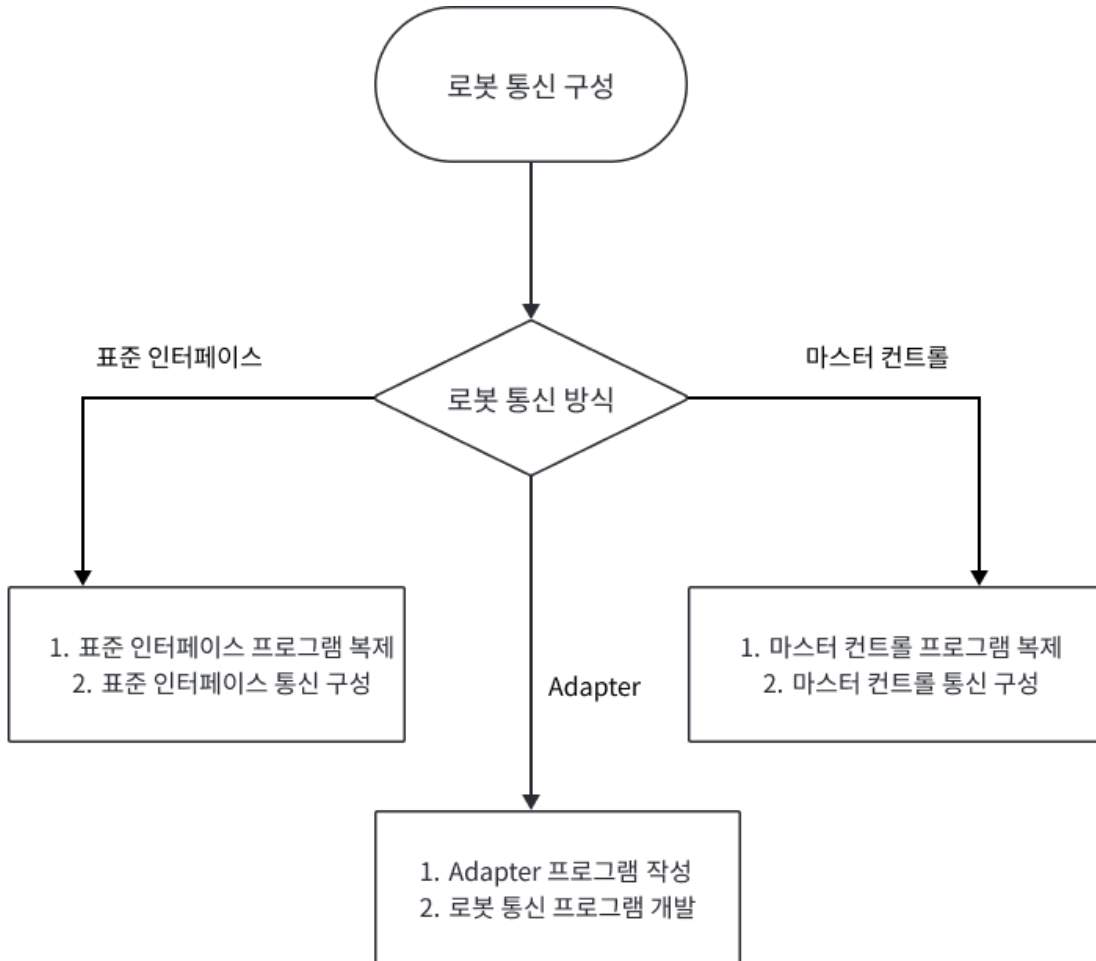 로봇 통신 구성
표준 인터페이스
마스터 컨트롤
로봇 통신 방식
1. 표준 인터페이스 프로그램 복제
2. 표준 인터페이스 통신 구성
Adapter
1. 마스터 컨트롤 프로그램 복제
2. 마스터 컨트롤 통신 구성
1. Adapter 프로그램 작성
2. 로봇 통신 프로그램 개발